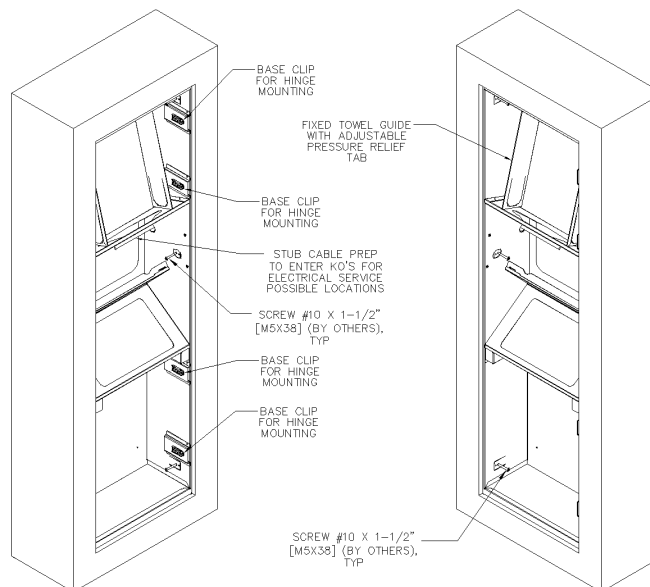 BASE CLIP
FOR HINGE
MOUNTING
FIXED TOWEL GUIDE
WITH ADJUSTABLE
PRESSURE RELIEF
TAB
BASE CLIP
FOR HINGE
MOUNTING
STUB CABLE PREP
TO ENTER KO'S FOR
ELECTRICAL SERVICE
POSSIBLE LOCATIONS
SCREW #10 X 1-1/2"
[M5X38] (BY OTHERS),
TYP
BASE CLIP
FOR HINGE
MOUNTING
BASE CLIP
FOR HINGE
MOUNTING
SCREW #10 X 1-1/2"
[M5X38] (BY OTHERS),
TYP